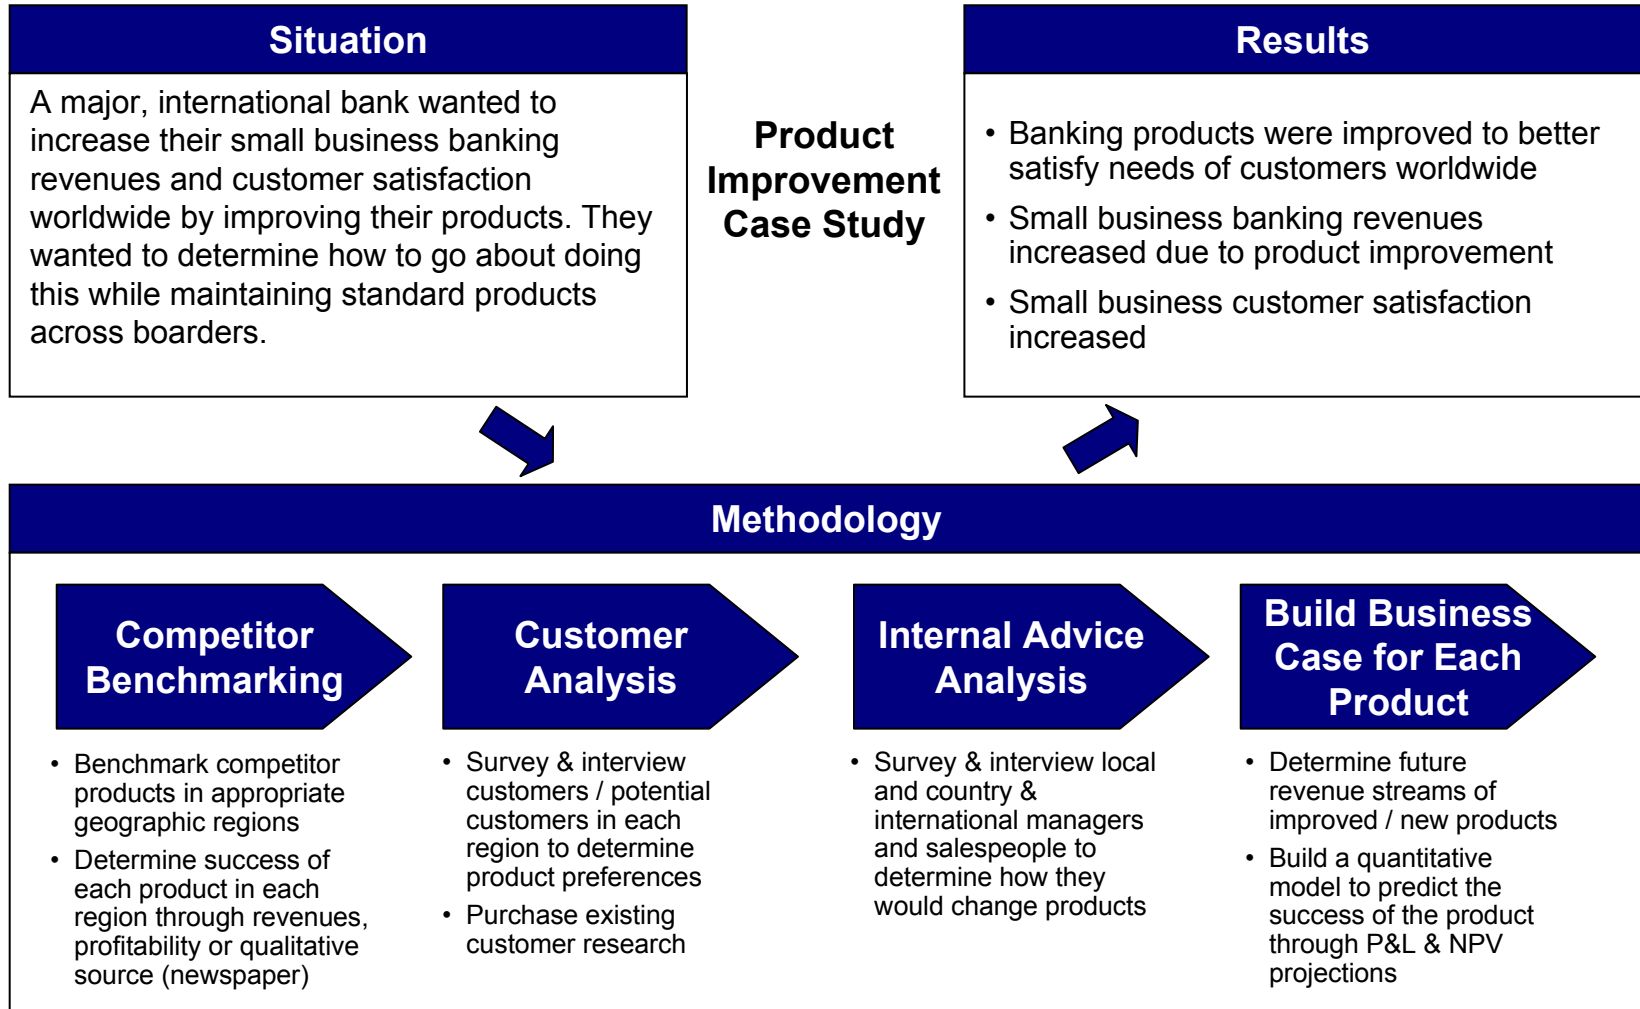 Situation
A major, international bank wanted to
increase their small business banking
revenues and customer satisfaction
worldwide by improving their products. They
wanted to determine how to go about doing
this while maintaining standard products
across boarders.
Product
Improvement
Case Study
Results
• Banking products were improved to better
satisfy needs of customers worldwide
• Small business banking revenues
increased due to product improvement
• Small business customer satisfaction
increased
Methodology
Competitor
Benchmarking
• Benchmark competitor
products in appropriate
geographic regions
• Determine success of
each product in each
region through revenues,
profitability or qualitative
source (newspaper)
Customer
Analysis
• Survey & interview
customers / potential
customers in each
region to determine
product preferences
• Purchase existing
customer research
Internal Advice
Analysis
• Survey & interview local
and country &
international managers
and salespeople to
determine how they
would change products
Build Business
Case for Each
Product
• Determine future
revenue streams of
improved / new products
• Build a quantitative
model to predict the
success of the product
through P&L & NPV
projections